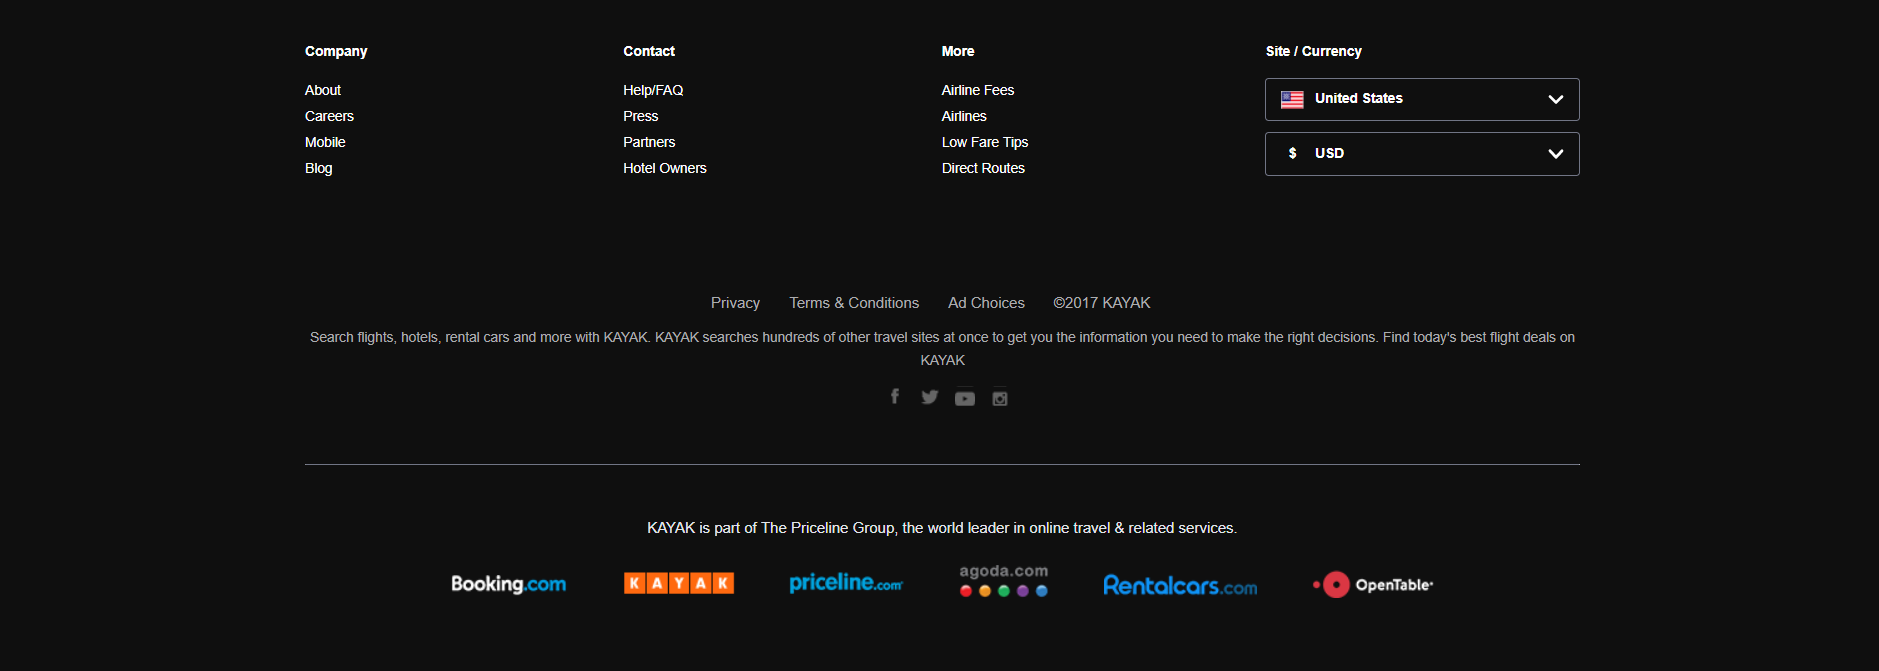 Company
About
Careers
Mobile
Blog
Contact
Help/FAQ
Press
Partners
Hotel Owners
More
Airline Fees
Airlines
Low Fare Tips
Direct Routes
Site / Currency
United States
$ USD
Privacy Terms & Conditions Ad Choices ©2017 KAYAK
Search flights, hotels, rental cars and more with KAYAK. KAYAK searches hundreds of other travel sites at once to get you the information you need to make the right decisions. Find today's best flight deals on
KAYAK
KAYAK is part of The Priceline Group, the world leader in online travel & related services.
Booking.com KAYAK priceline.com agoda.com Rentalcars.com OpenTable